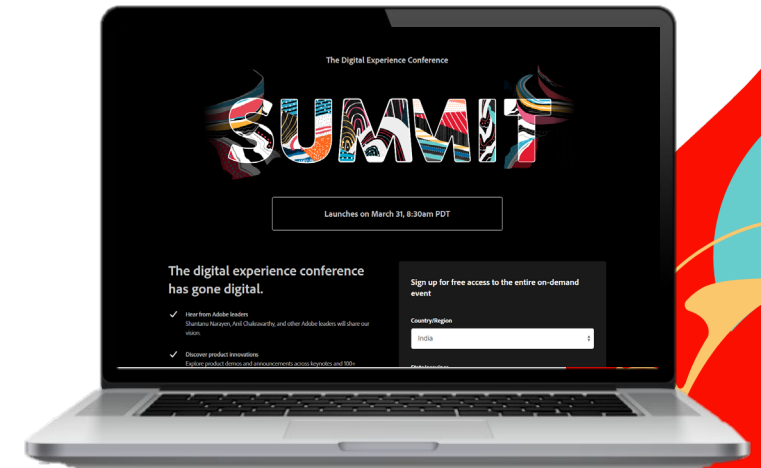 The Digital Experience Conference
SUMMIT
Launches on March 31, 8:30am PDT
The digital experience conference
has gone digital.
Hear from Adobe leaders
Shantanu Narayen, Anil Chakravarthy, and other Adobe leaders will share our
vision.
Discover product innovations
Explore product demos and announcements across keynotes and 100+
Sign up for free access to the entire on-demand
event
Country/Region
India